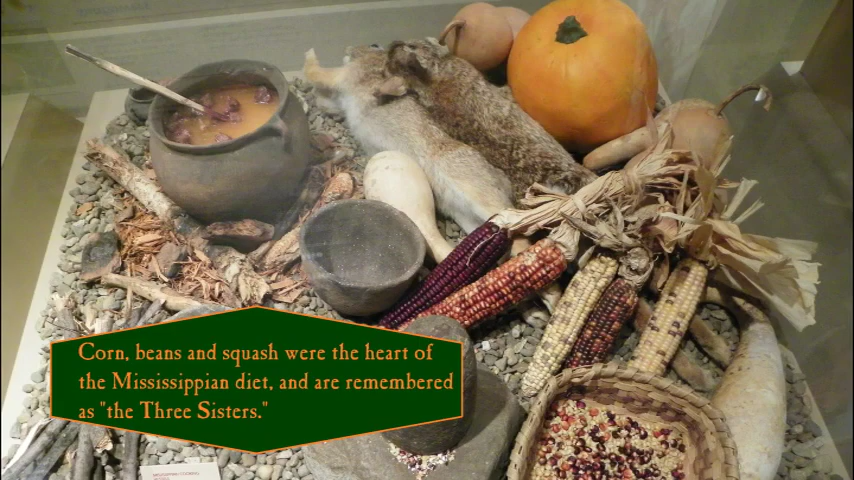 Corn, beans and squash were the heart of
the Mississippian diet, and are remembered
as "the Three Sisters."